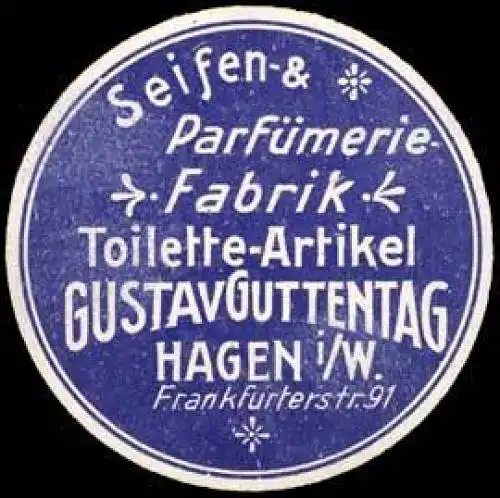 Seifen- &
Parfümerie-
Fabrik
Toilette-Artikel
GUSTAV GUTTENTAG
HAGEN i/W.
Frankfurterstr. 91